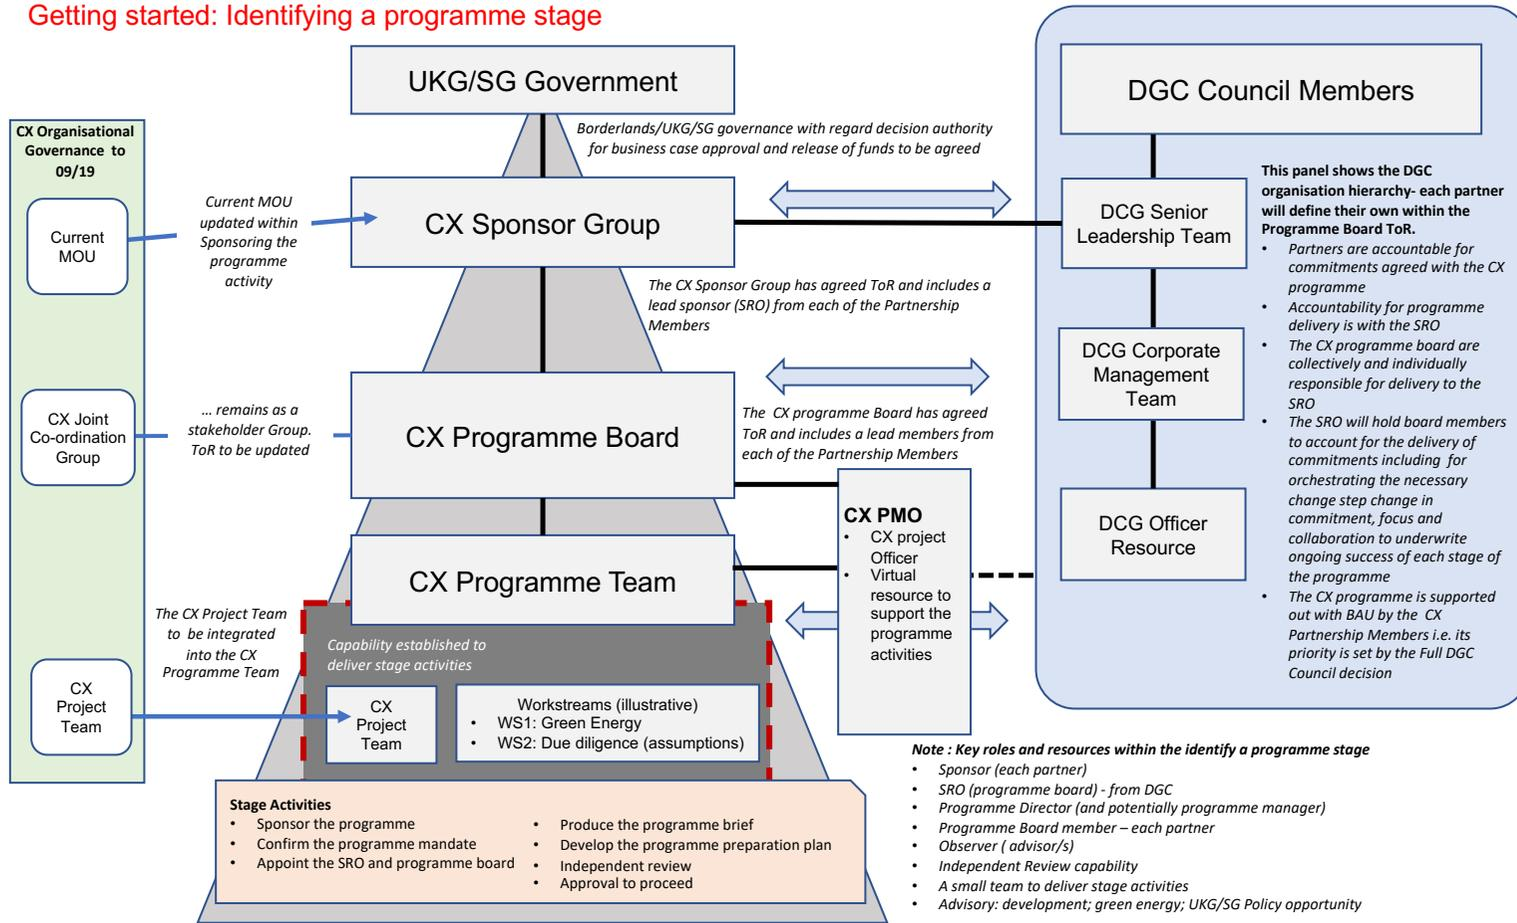 Getting started: Identifying a programme stage
UKG/SG Government
DGC Council Members
CX Organisational
Governance to
09/19
Borderlands/UKG/SG governance with regard decision authority
for business case approval and release of funds to be agreed
Current
MOU
Current MOU
updated within
Sponsoring the
programme
activity
CX Sponsor Group
DCG Senior
Leadership Team
The CX Sponsor Group has agreed ToR and includes a
lead sponsor (SRO) from each of the Partnership
Members
DCG Corporate
Management
Team
CX Joint
Co-ordination
Group
… remains as a
stakeholder Group.
ToR to be updated
CX Programme Board
The CX programme Board has agreed
ToR and includes a lead members from
each of the Partnership Members
DCG Officer
Resource
This panel shows the DGC
organisation hierarchy- each partner
will define their own within the
Programme Board ToR.
• Partners are accountable for
commitments agreed with the CX
programme
• Accountability for programme
delivery is with the SRO
• The CX programme board are
collectively and individually
responsible for delivery to the
SRO
• The SRO will hold board members
to account for the delivery of
commitments including for
orchestrating the necessary
change step change in
commitment, focus and
collaboration to underwrite
ongoing success of each stage of
the programme
• The CX programme is supported
out with BAU by the CX
Partnership Members i.e. its
priority is set by the Full DGC
Council decision
CX PMO
• CX project
Officer
• Virtual
resource to
support the
programme
activities
CX Programme Team
The CX Project Team
to be integrated
into the CX
Programme Team
Capability established to
deliver stage activities
CX
Project
Team
CX
Project
Team
Workstreams (illustrative)
• WS1: Green Energy
• WS2: Due diligence (assumptions)
Stage Activities
• Sponsor the programme
• Confirm the programme mandate
• Appoint the SRO and programme board
• Produce the programme brief
• Develop the programme preparation plan
• Independent review
• Approval to proceed
Note : Key roles and resources within the identify a programme stage
• Sponsor (each partner)
• SRO (programme board) - from DGC
• Programme Director (and potentially programme manager)
• Programme Board member – each partner
• Observer ( advisor/s)
• Independent Review capability
• A small team to deliver stage activities
• Advisory: development; green energy; UKG/SG Policy opportunity